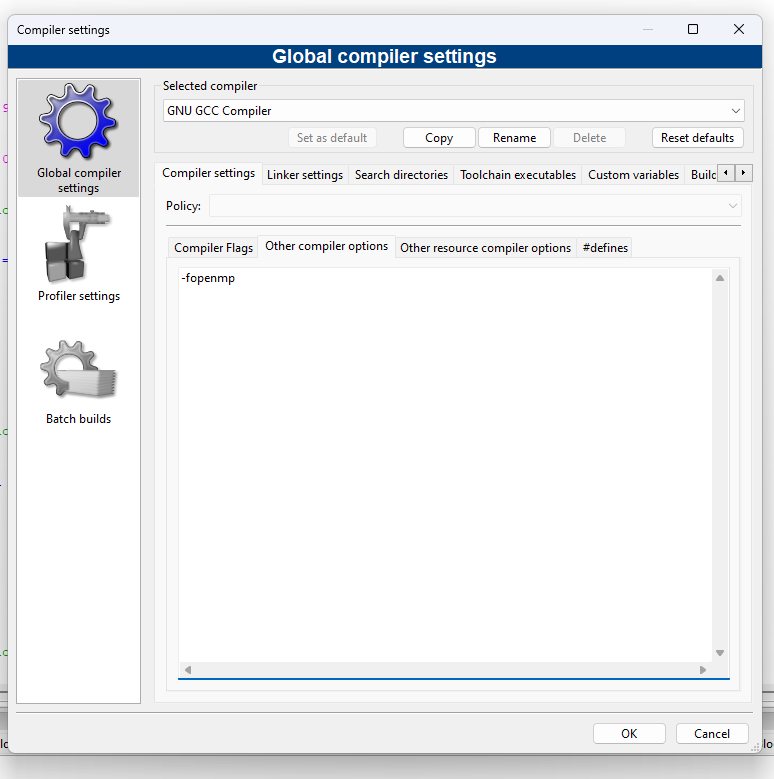 Compiler settings
Global compiler settings
Global compiler
settings
Profiler settings
Batch builds
Selected compiler
GNU GCC Compiler
Set as default
Copy
Rename
Delete
Reset defaults
Compiler settings
Linker settings
Search directories
Toolchain executables
Custom variables
Policy:
Compiler Flags
Other compiler options
Other resource compiler options
#defines
-fopenmp
OK
Cancel